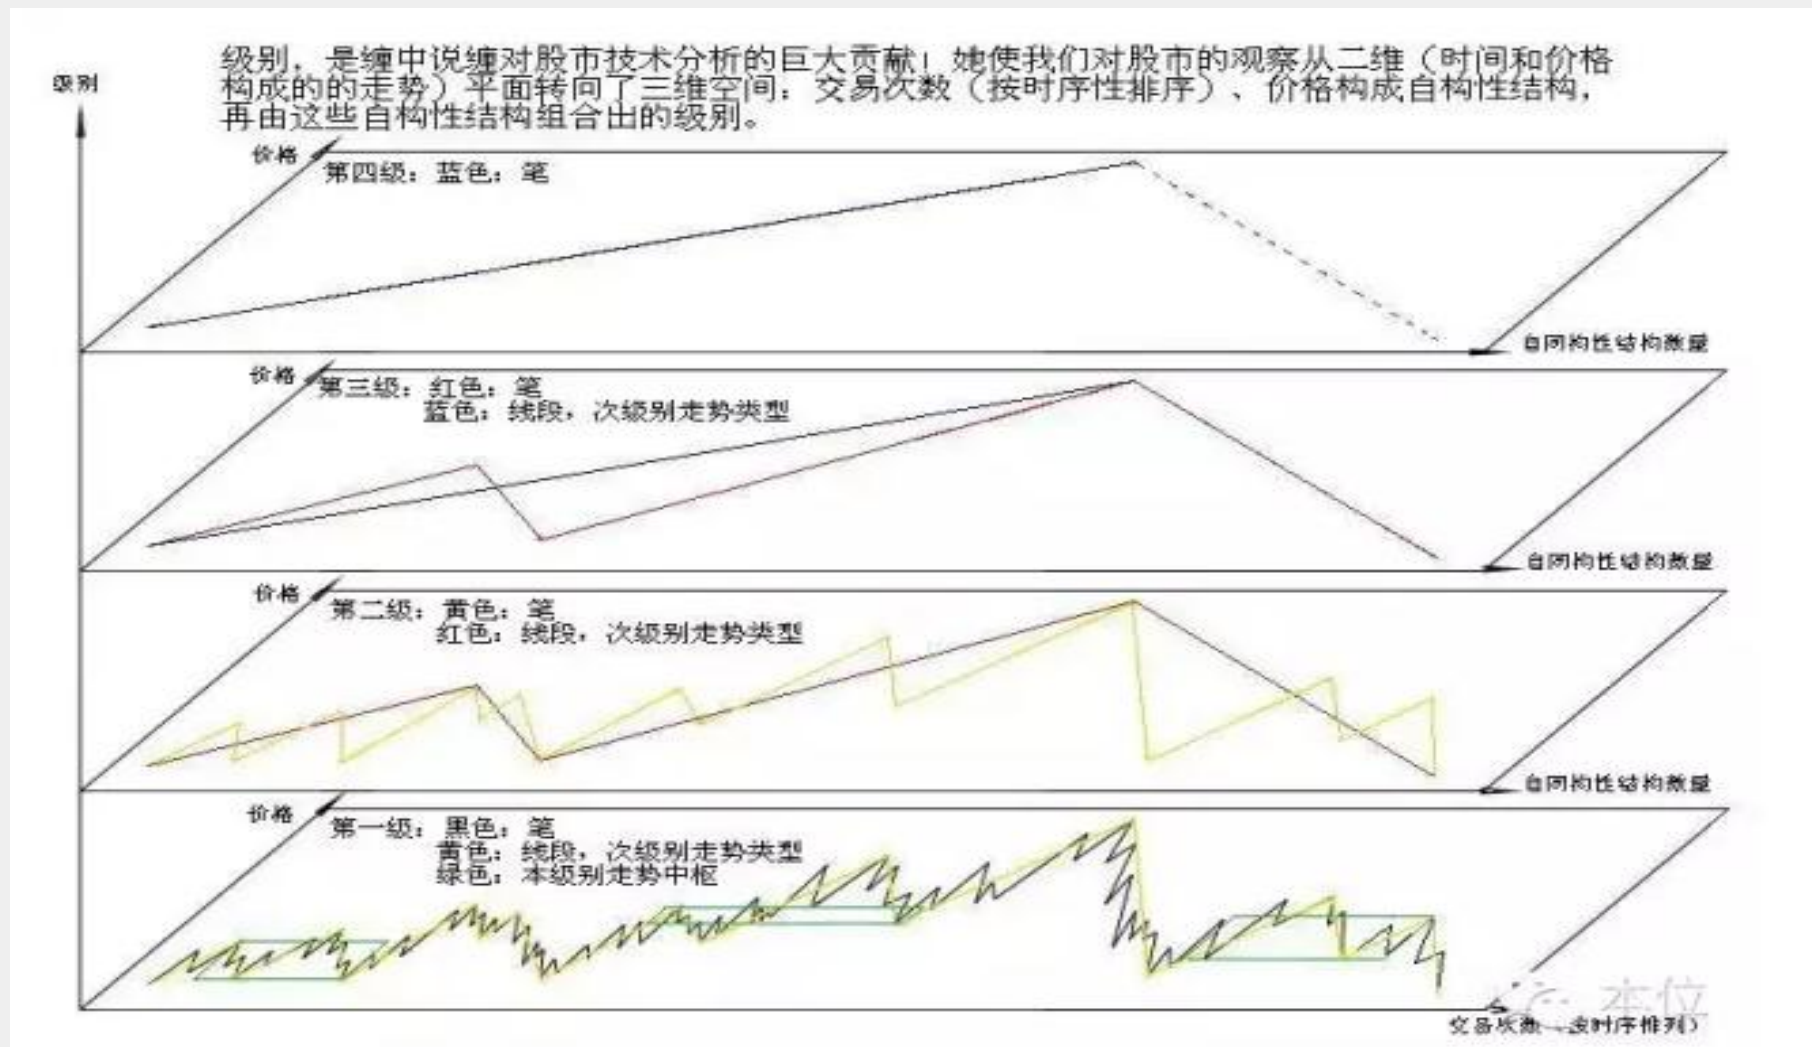 级别，是缠中说缠对股市技术分析的巨大贡献！她使我们对股市的观察从二维（时间和价格
构成的的走势）平面转向了三维空间：交易次数（按时序性排序）、价格构成自构性结构，
再由这些自构性结构组合出的级别。
级别
价格
第四级：蓝色：笔
自同构性结构数量
价格
第三级：红色：笔
蓝色：线段，次级别走势类型
自同构性结构数量
价格
第二级：黄色：笔
红色：线段，次级别走势类型
自同构性结构数量
价格
第一级：黑色：笔
黄色：线段，次级别走势类型
绿色：本级别走势中枢
本位
交易次数（按时序排列）